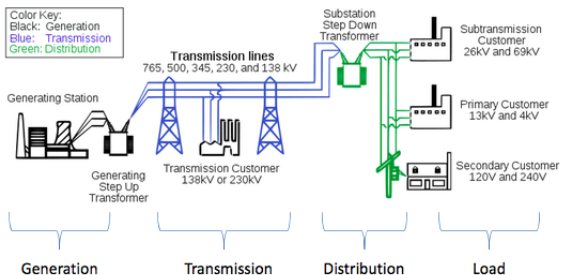 Color Key:
Black: Generation
Blue: Transmission
Green: Distribution
Substation
Step Down
Transformer
Subtransmission
Customer
26kV and 69kV
Transmission lines
765, 500, 345, 230, and 138 kV
Generating Station
Primary Customer
13kV and 4kV
Transmission Customer
138kV or 230kV
Secondary Customer
120V and 240V
Generating
Step Up
Transformer
Generation
Transmission
Distribution
Load